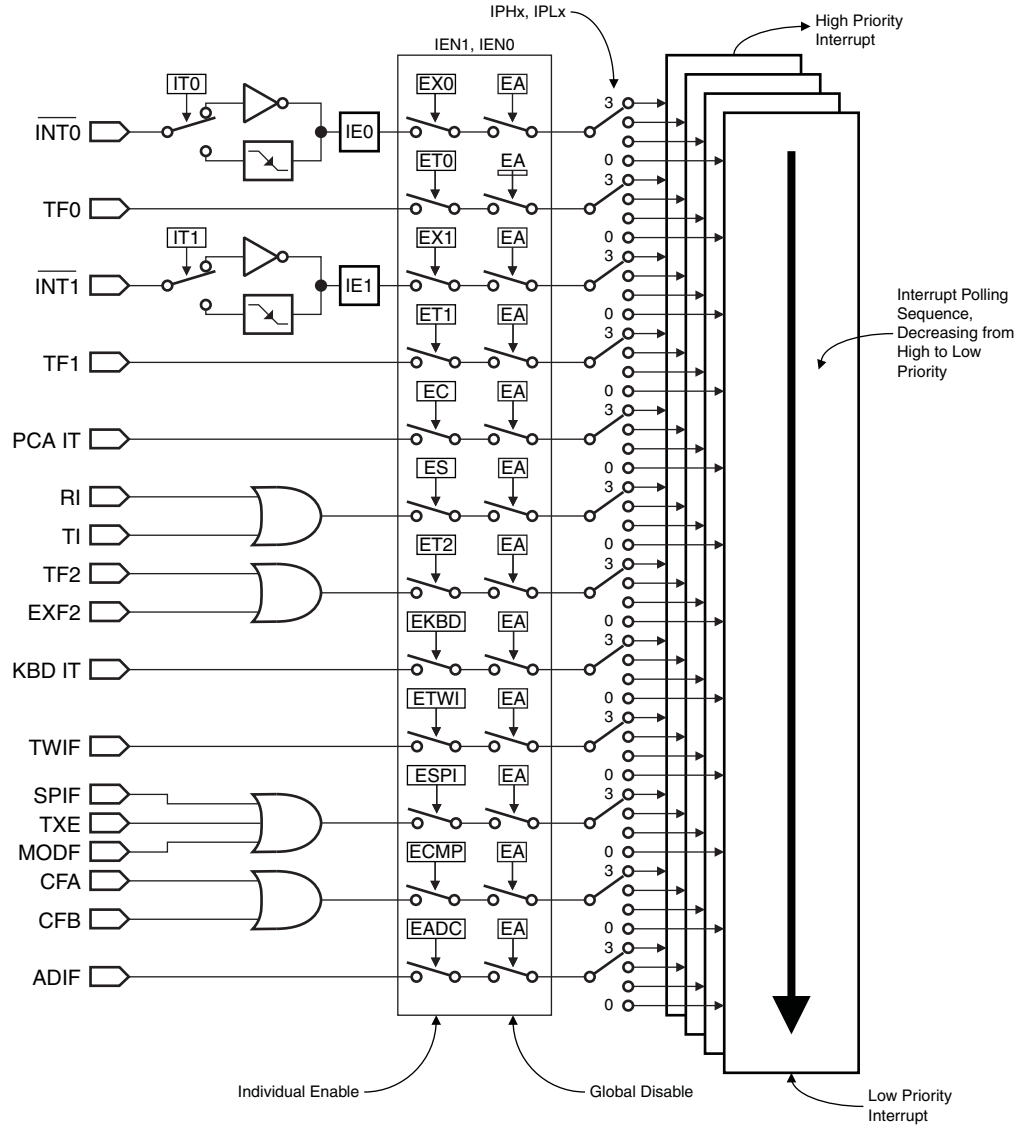 IPHx, IPLx
High Priority
Interrupt
IEN1, IEN0
IT0
EX0 EA
3
INT0
IE0
0
ET0 EA
3
TF0
0
IT1
EX1 EA
3
INT1
IE1
0
ET1 EA
3
TF1
0
Interrupt Polling
Sequence,
Decreasing from
High to Low
Priority
EC EA
3
PCA IT
0
ES EA
3
RI
TI
0
ET2 EA
3
TF2
EXF2
0
EKBD EA
3
KBD IT
0
ETWI EA
3
TWIF
0
ESPI EA
3
SPIF
TXE
MODF
0
ECMP EA
3
CFA
CFB
0
EADC EA
3
ADIF
0
Individual Enable
Global Disable
Low Priority
Interrupt